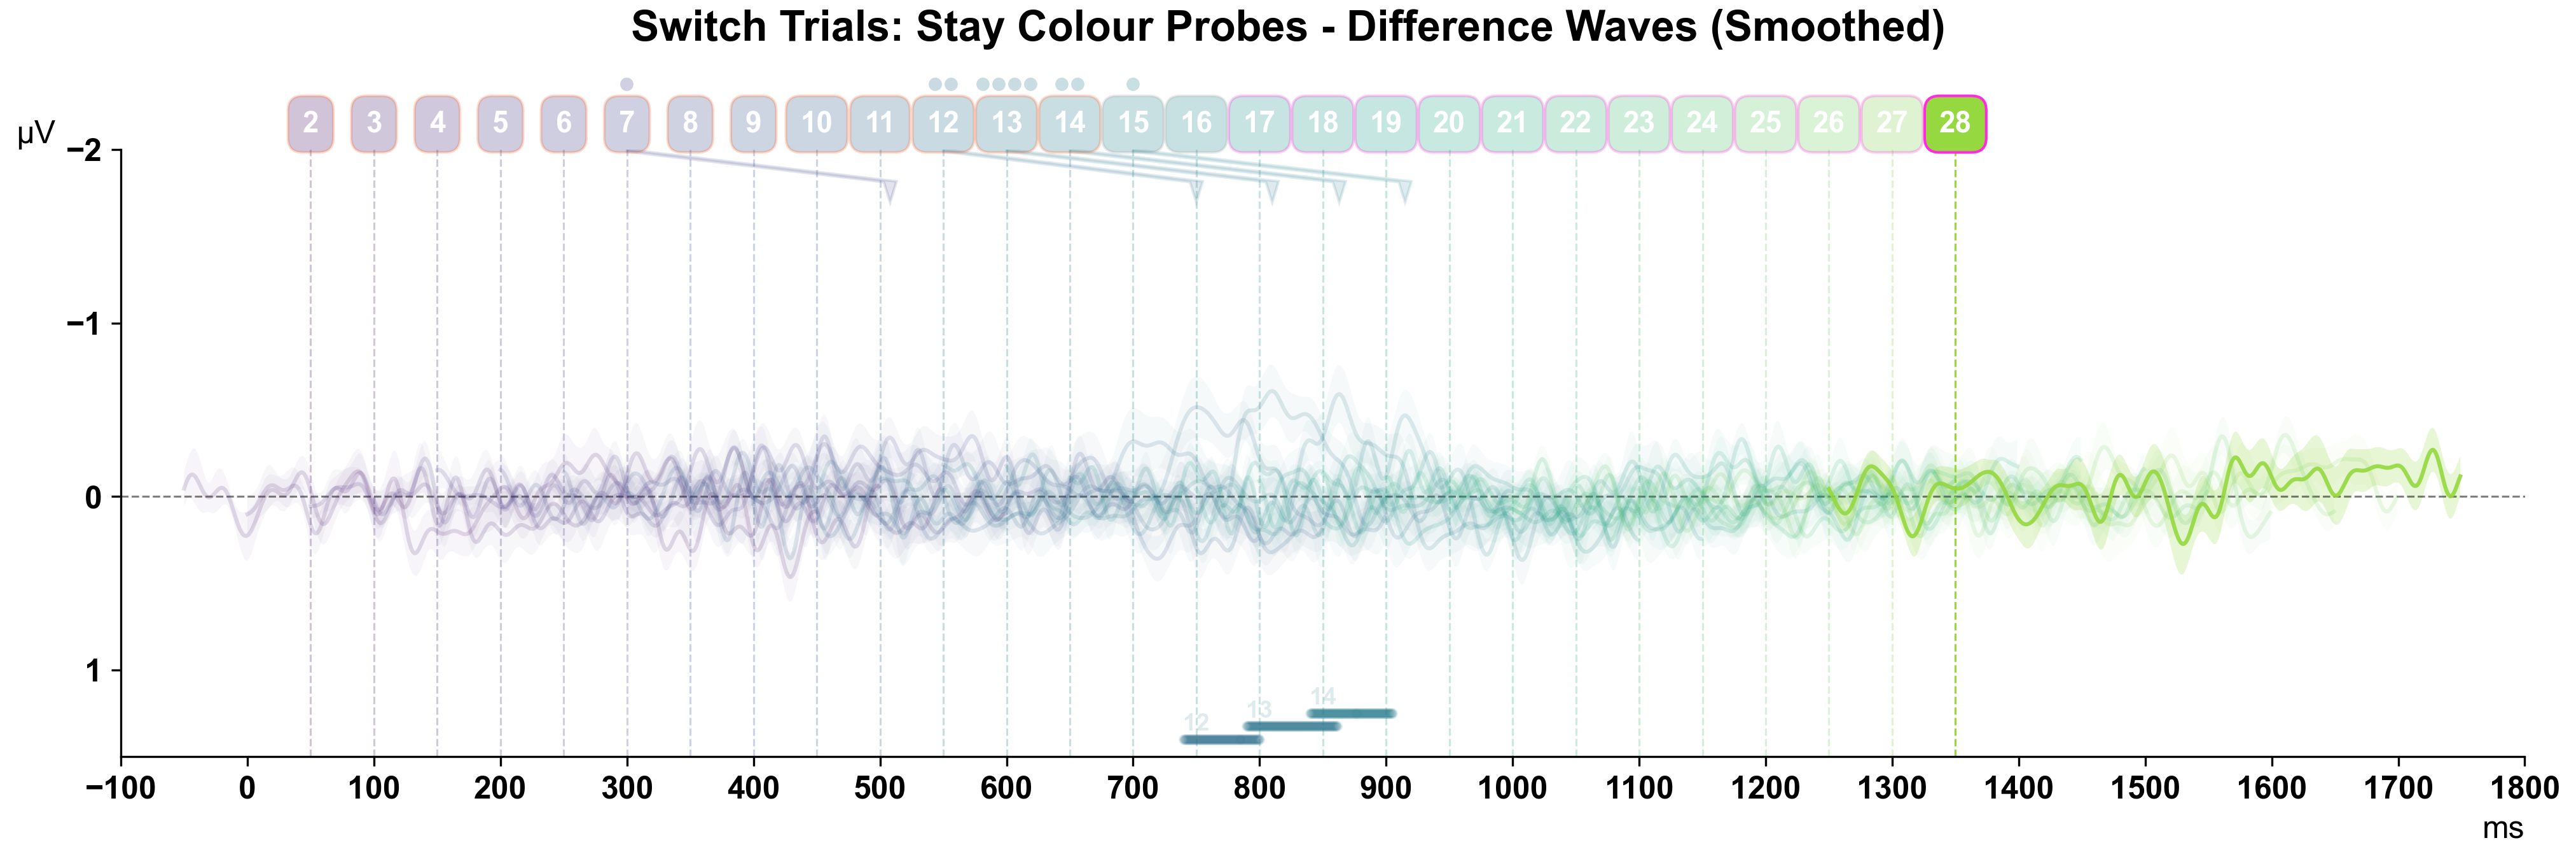 Switch Trials: Stay Colour Probes - Difference Waves (Smoothed)
2 3 4 5 6 7 8 9 10 11 12 13 14 15 16 17 18 19 20 21 22 23 24 25 26 27 28
µV
−2
−1
0
1
14
13
12
−100 0 100 200 300 400 500 600 700 800 900 1000 1100 1200 1300 1400 1500 1600 1700 1800
ms